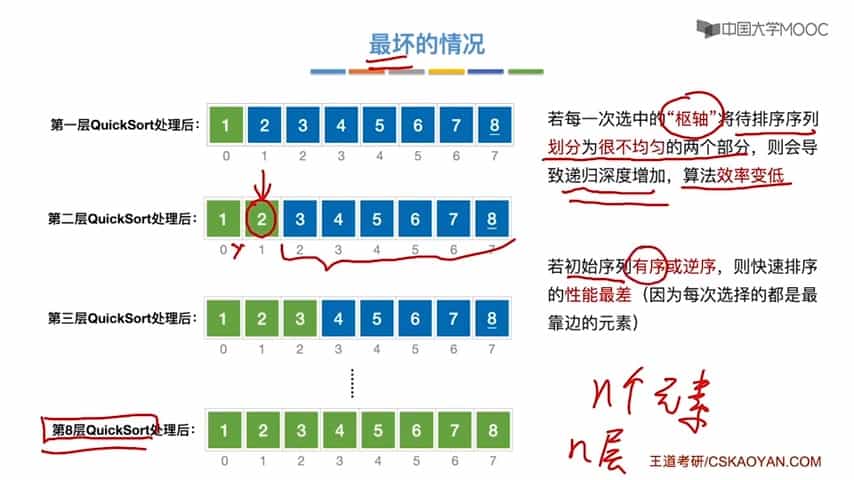 最坏的情况
中国大学MOOC
第一层QuickSort处理后: 1 2 3 4 5 6 7 8
0 1 2 3 4 5 6 7
第二层QuickSort处理后: 1 2 3 4 5 6 7 8
0 1 2 3 4 5 6 7
第三层QuickSort处理后: 1 2 3 4 5 6 7 8
0 1 2 3 4 5 6 7
第8层QuickSort处理后: 1 2 3 4 5 6 7 8
0 1 2 3 4 5 6 7
若每一次选中的“枢轴”将待排序序列
划分为很不均匀的两个部分，则会导
致递归深度增加，算法效率变低
若初始序列有序或逆序，则快速排序
的性能最差（因为每次选择的都是最
靠边的元素）
n个元素
n层
王道考研/CSKAOYAN.COM